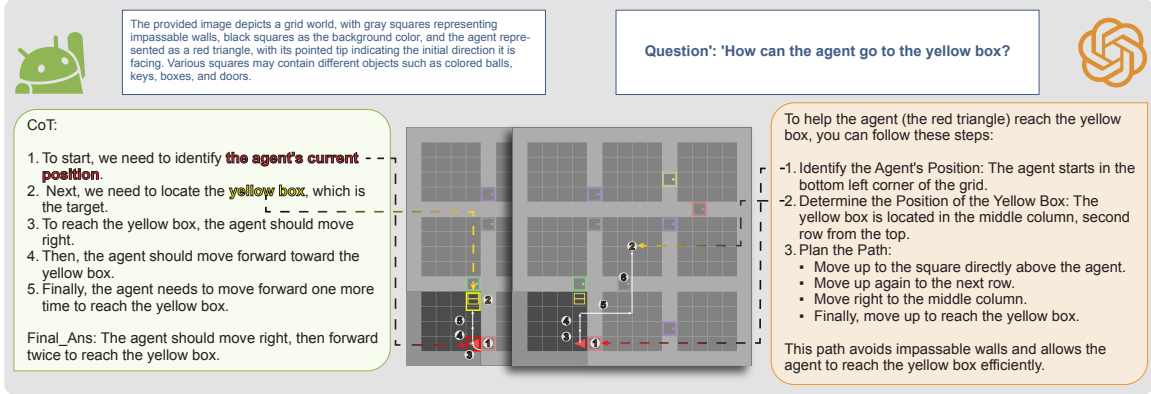 The provided image depicts a grid world, with gray squares representing
impassable walls, black squares as the background color, and the agent repre-
sented as a red triangle, with its pointed tip indicating the initial direction it is
facing. Various squares may contain different objects such as colored balls,
keys, boxes, and doors.
Question': 'How can the agent go to the yellow box?
CoT:
1. To start, we need to identify the agent's current
position.
2. Next, we need to locate the yellow box, which is
the target.
3. To reach the yellow box, the agent should move
right.
4. Then, the agent should move forward toward the
yellow box.
5. Finally, the agent needs to move forward one more
time to reach the yellow box.
Final_Ans: The agent should move right, then forward
twice to reach the yellow box.
2
5
4
1
3
2
6
5
4
3
1
To help the agent (the red triangle) reach the yellow
box, you can follow these steps:
1. Identify the Agent's Position: The agent starts in the
bottom left corner of the grid.
2. Determine the Position of the Yellow Box: The
yellow box is located in the middle column, second
row from the top.
3. Plan the Path:
▪ Move up to the square directly above the agent.
▪ Move up again to the next row.
▪ Move right to the middle column.
▪ Finally, move up to reach the yellow box.
This path avoids impassable walls and allows the
agent to reach the yellow box efficiently.